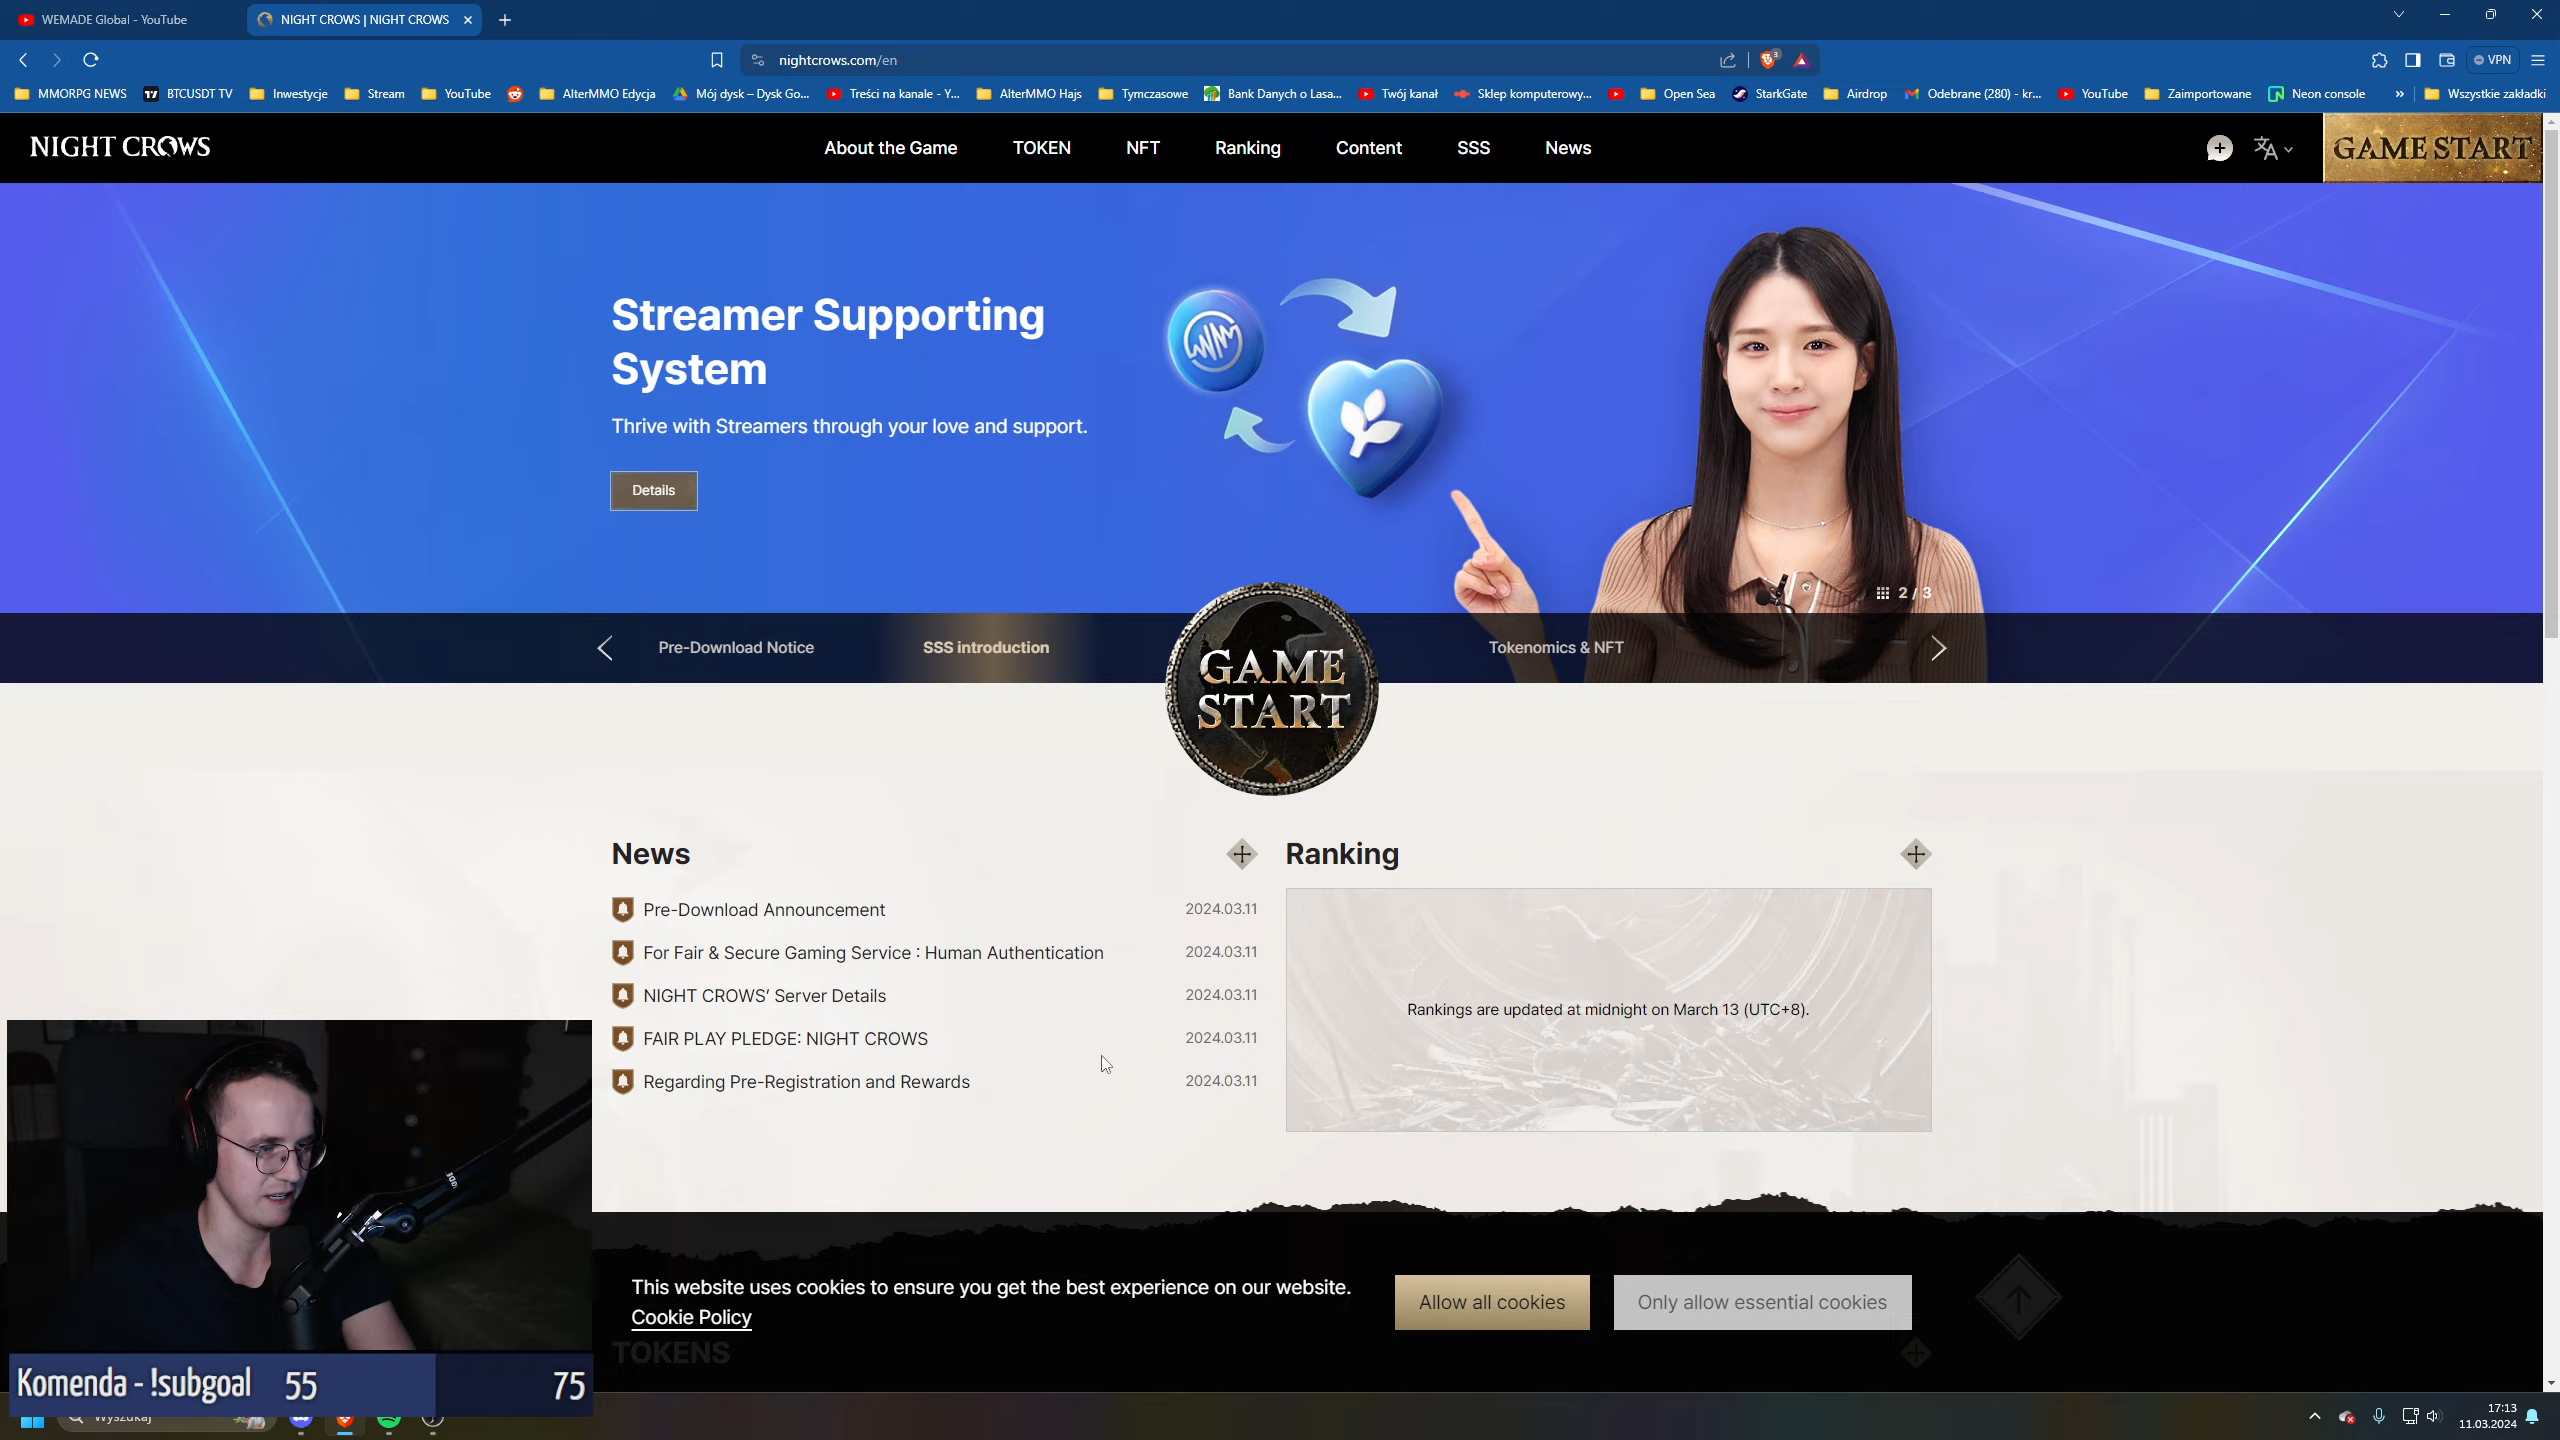 WEMADE Global - YouTube
NIGHT CROWS | NIGHT CROWS
nightcrows.com/en
VPN
MMORPG NEWS
BTCUSDT TV
Inwestycje
Stream
YouTube
AlterMMO Edycja
Mój dysk – Dysk Go...
Treści na kanale - Y...
AlterMMO Hajs
Tymczasowe
Bank Danych o Lasa...
Twój kanał
Sklep komputerowy...
Open Sea
StarkGate
Airdrop
Odebrane (280) - kr...
YouTube
Zaimportowane
Neon console
»
Wszystkie zakładki
NIGHT CROWS
About the Game
TOKEN
NFT
Ranking
Content
SSS
News
GAME START
Streamer Supporting
System
Thrive with Streamers through your love and support.
Details
2 / 3
Pre-Download Notice
SSS introduction
Tokenomics & NFT
GAME
START
News
Pre-Download Announcement 2024.03.11
For Fair & Secure Gaming Service : Human Authentication 2024.03.11
NIGHT CROWS’ Server Details 2024.03.11
FAIR PLAY PLEDGE: NIGHT CROWS 2024.03.11
Regarding Pre-Registration and Rewards 2024.03.11
Ranking
Rankings are updated at midnight on March 13 (UTC+8).
This website uses cookies to ensure you get the best experience on our website.
Cookie Policy
Allow all cookies
Only allow essential cookies
TOKENS
Komenda - !subgoal 55 75
Wyszukaj
17:13
11.03.2024